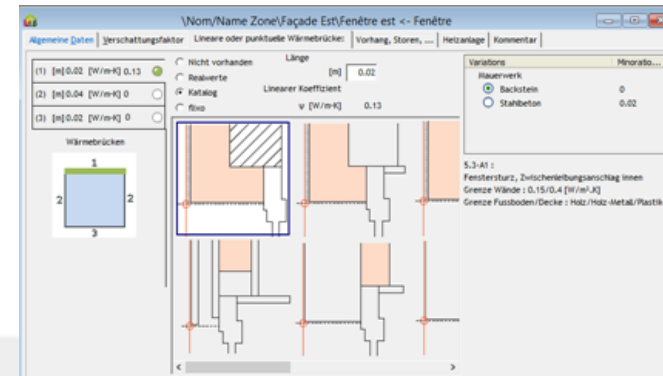 \Nom/Name Zone\Façade Est\Fenêtre est <- Fenêtre
Algemeine Daten
Verschattungsfaktor
Lineare oder punktuelle Wärmebrücke:
Vorhang, Storen, ....
Heizanlage
Kommentar
(1) [m] 0.02 [W/m·K] 0.13
(2) [m] 0.04 [W/m·K] 0
(3) [m] 0.02 [W/m·K] 0
Wärmebrücken
1
2 2
3
Nicht vorhanden
Realwerte
Katalog
flixo
Länge
[m] 0.02
Linearer Koeffizient
ψ [W/m·K] 0.13
Variations Minoratio...
Mauerwerk
Backstein 0
Stahlbeton 0.02
5.3-A1 :
Fenstersturz, Zwischenleibungsanschlag innen
Grenze Wände : 0.15/0.4 [W/m².K]
Grenze Fussboden/Decke : Holz/Holz-Metall/Plastik